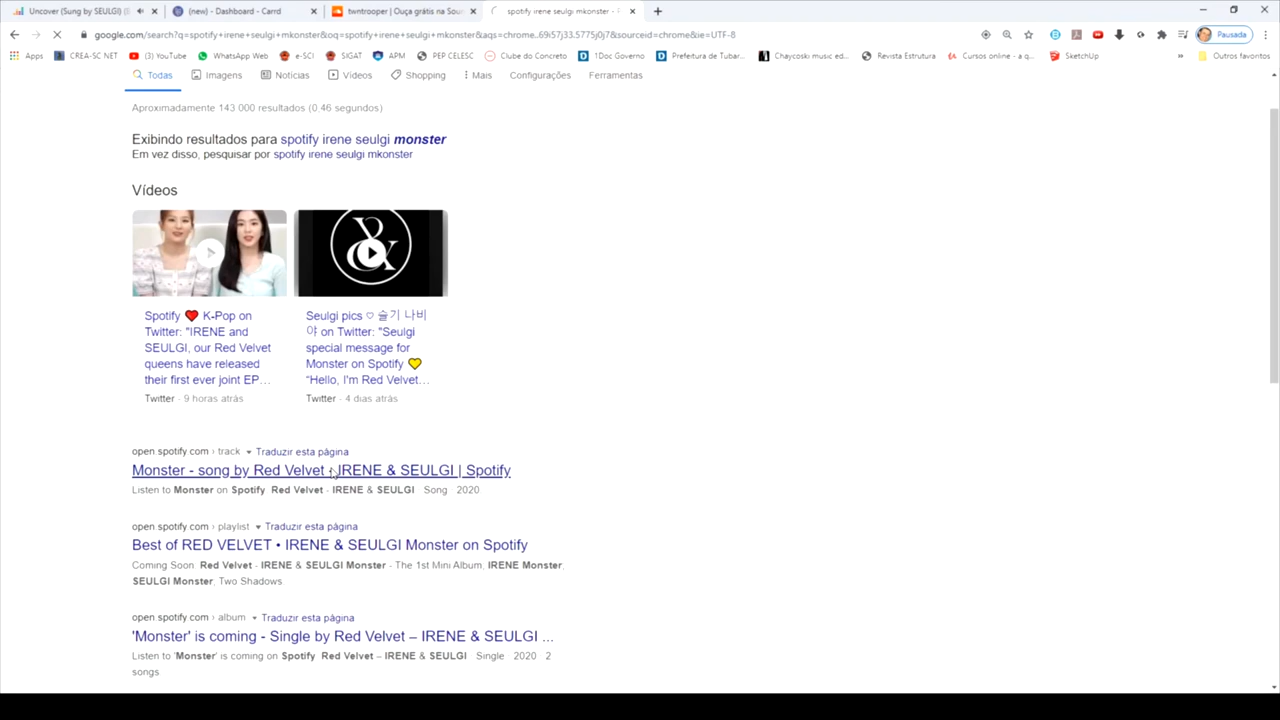 Uncover (Sung by SEULGI) (
(new) - Dashboard - Carrd
twntrooper | Ouça grátis na Sou
spotify irene seulgi mkonster - P
google.com/search?q=spotify+irene+seulgi+mkonster&oq=spotify+irene+seulgi+mkonster&aqs=chrome..69i57j33.5775j0j7&sourceid=chrome&ie=UTF-8
Pausada
Apps
CREA-SC NET
(3) YouTube
WhatsApp Web
e-SCI
SIGAT
APM
PEP CELESC
Clube do Concreto
1Doc Governo
Prefeitura de Tubar...
Chaycoski music ed...
Revista Estrutura
Cursos online - a q...
SketchUp
Outros favoritos
Todas
Imagens
Notícias
Vídeos
Shopping
Mais
Configurações
Ferramentas
Aproximadamente 143.000 resultados (0,46 segundos)
Exibindo resultados para spotify irene seulgi monster
Em vez disso, pesquisar por spotify irene seulgi mkonster
Vídeos
Spotify ❤️ K-Pop on
Twitter: "IRENE and
SEULGI, our Red Velvet
queens have released
their first ever joint EP...
Twitter · 9 horas atrás
Seulgi pics ♡ 슬기 나비
야 on Twitter: "Seulgi
special message for
Monster on Spotify 💛
"Hello, I'm Red Velvet...
Twitter · 4 dias atrás
open.spotify.com › track ▾ Traduzir esta página
Monster - song by Red Velvet - IRENE & SEULGI | Spotify
Listen to Monster on Spotify. Red Velvet - IRENE & SEULGI · Song · 2020.
open.spotify.com › playlist ▾ Traduzir esta página
Best of RED VELVET • IRENE & SEULGI Monster on Spotify
Coming Soon. Red Velvet - IRENE & SEULGI Monster - The 1st Mini Album. IRENE Monster,
SEULGI Monster, Two Shadows.
open.spotify.com › album ▾ Traduzir esta página
'Monster' is coming - Single by Red Velvet – IRENE & SEULGI ...
Listen to 'Monster' is coming on Spotify. Red Velvet – IRENE & SEULGI · Single · 2020 · 2
songs.